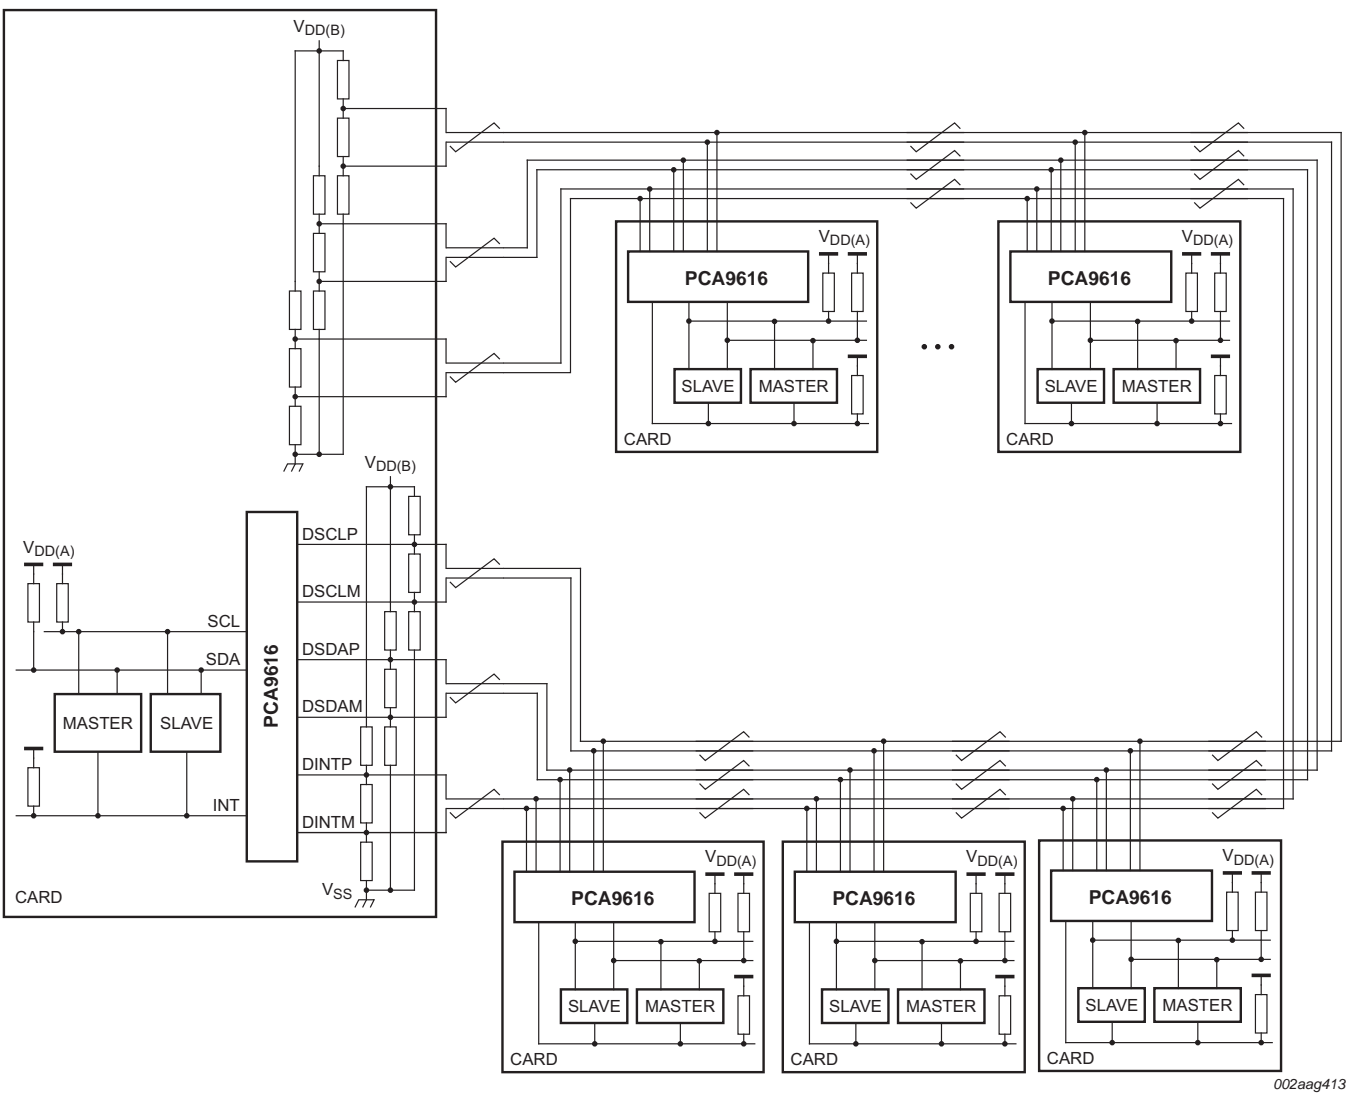 VDD(B)
VDD(A)
VDD(A)
PCA9616
PCA9616
• • •
SLAVE
MASTER
SLAVE
MASTER
CARD
CARD
VDD(B)
DSCLP
VDD(A)
DSCLM
SCL
DSDAP
SDA
PCA9616
DSDAM
MASTER
SLAVE
DINTP
INT
DINTM
VSS
CARD
VDD(A)
VDD(A)
VDD(A)
PCA9616
PCA9616
PCA9616
SLAVE
MASTER
SLAVE
MASTER
SLAVE
MASTER
CARD
CARD
CARD
002aag413